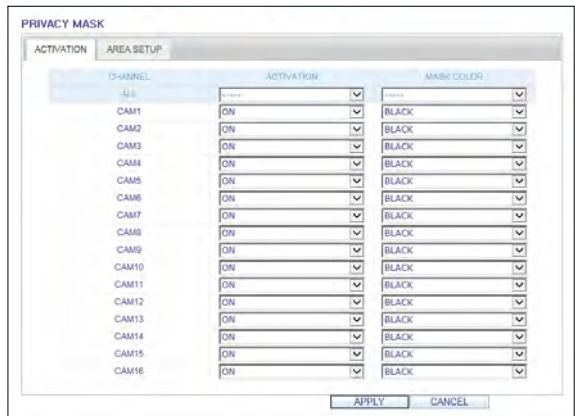 PRIVACY MASK
ACTIVATION AREA SETUP
CHANNEL ACTIVATION MASK COLOR
ALL ----- -----
CAM1 ON BLACK
CAM2 ON BLACK
CAM3 ON BLACK
CAM4 ON BLACK
CAM5 ON BLACK
CAM6 ON BLACK
CAM7 ON BLACK
CAM8 ON BLACK
CAM9 ON BLACK
CAM10 ON BLACK
CAM11 ON BLACK
CAM12 ON BLACK
CAM13 ON BLACK
CAM14 ON BLACK
CAM15 ON BLACK
CAM16 ON BLACK
APPLY CANCEL